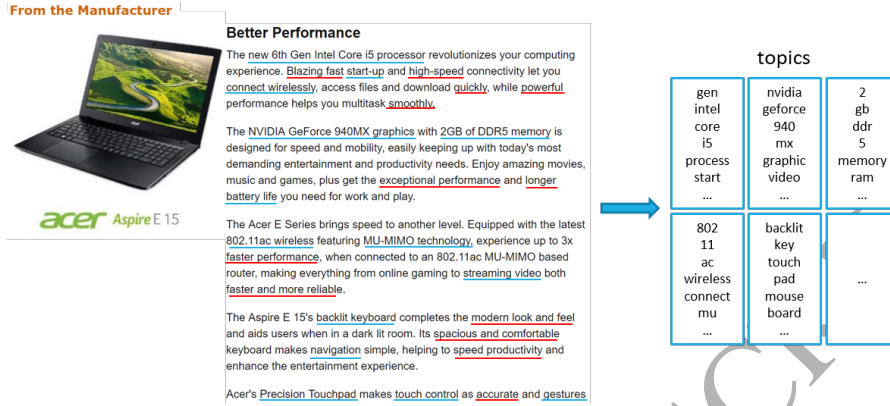 From the Manufacturer
acer Aspire E 15
Better Performance
The new 6th Gen Intel Core i5 processor revolutionizes your computing
experience. Blazing fast start-up and high-speed connectivity let you
connect wirelessly, access files and download quickly, while powerful
performance helps you multitask smoothly,
The NVIDIA GeForce 940MX graphics with 2GB of DDR5 memory is
designed for speed and mobility, easily keeping up with today's most
demanding entertainment and productivity needs. Enjoy amazing movies,
music and games, plus get the exceptional performance and longer
battery life you need for work and play.
The Acer E Series brings speed to another level. Equipped with the latest
802.11ac wireless featuring MU-MIMO technology, experience up to 3x
faster performance, when connected to an 802.11ac MU-MIMO based
router, making everything from online gaming to streaming video both
faster and more reliable.
The Aspire E 15's backlit keyboard completes the modern look and feel
and aids users when in a dark lit room. Its spacious and comfortable
keyboard makes navigation simple, helping to speed productivity and
enhance the entertainment experience.
Acer's Precision Touchpad makes touch control as accurate and gestures
topics
gen
intel
core
i5
process
start
...
nvidia
geforce
940
mx
graphic
video
...
2
gb
ddr
5
memory
ram
...
802
11
ac
wireless
connect
mu
...
backlit
key
touch
pad
mouse
board
...
...